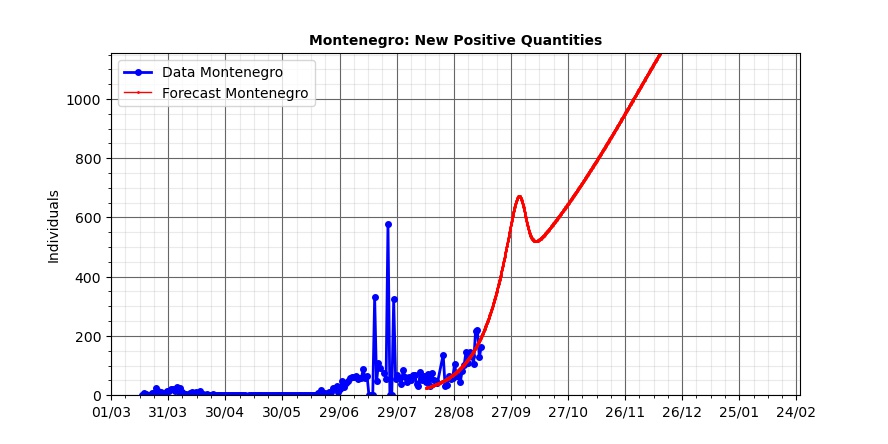 Montenegro: New Positive Quantities
Data Montenegro
Forecast Montenegro
Individuals
1000
800
600
400
200
0
01/03 31/03 30/04 30/05 29/06 29/07 28/08 27/09 27/10 26/11 26/12 25/01 24/02